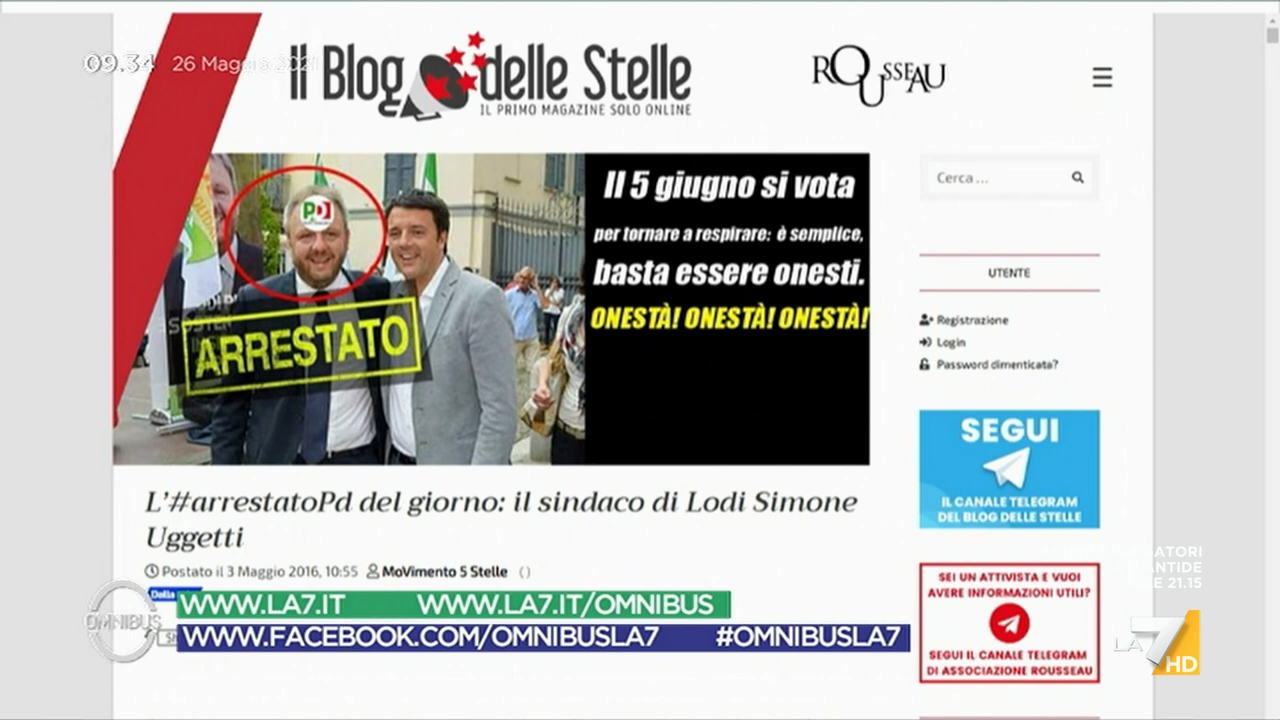 09.34 26 Maggio 2021
Il Blog delle Stelle
IL PRIMO MAGAZINE SOLO ONLINE
ROUSSEAU
PD
ARRESTATO
Il 5 giugno si vota
per tornare a respirare: è semplice,
basta essere onesti.
ONESTÀ! ONESTÀ! ONESTÀ!
Cerca ...
UTENTE
Registrazione
Login
Password dimenticata?
SEGUI
IL CANALE TELEGRAM
DEL BLOG DELLE STELLE
L'#arrestatoPd del giorno: il sindaco di Lodi Simone
Uggetti
Postato il 3 Maggio 2016, 10:55 MoVimento 5 Stelle ()
Dalla
OMNIBUS
WWW.LA7.IT WWW.LA7.IT/OMNIBUS
WWW.FACEBOOK.COM/OMNIBUSLA7 #OMNIBUSLA7
SEI UN ATTIVISTA E VUOI
AVERE INFORMAZIONI UTILI?
SEGUI IL CANALE TELEGRAM
DI ASSOCIAZIONE ROUSSEAU
21.15
LA7 HD